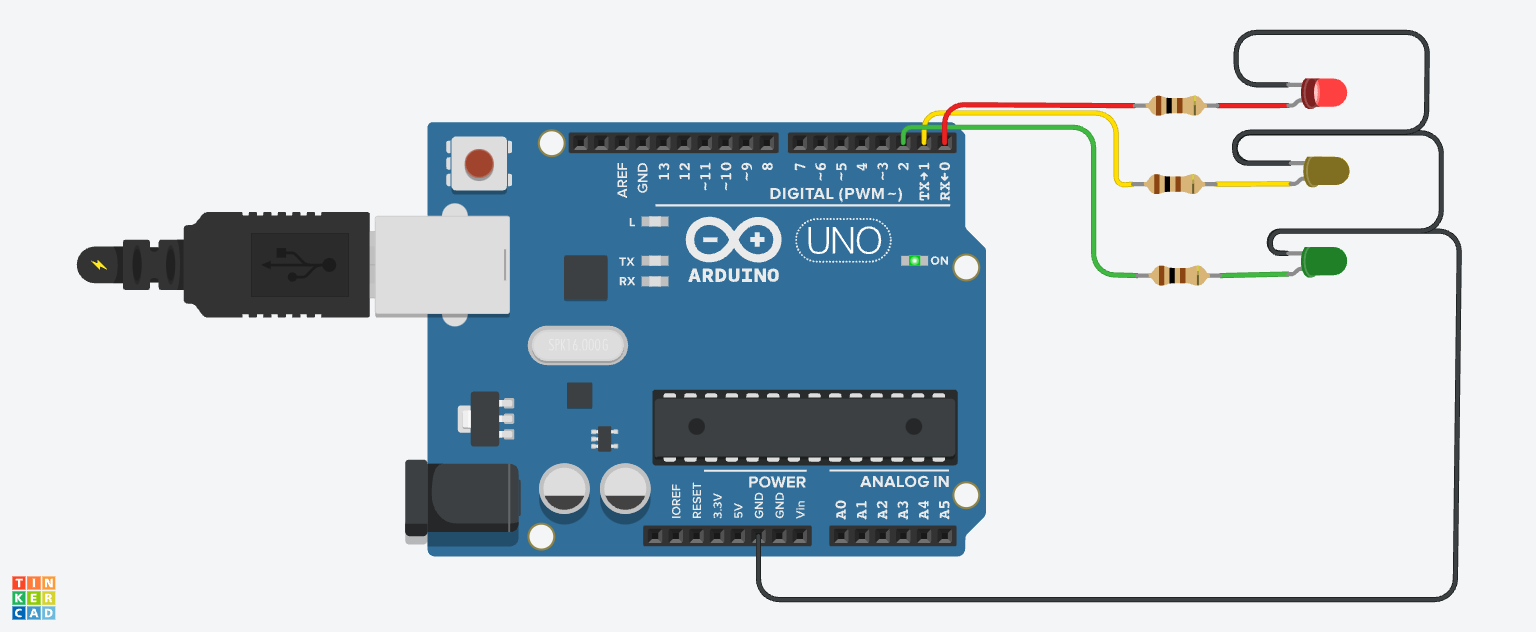 AREF
GND
13
12
~11
~10
~9
8
7
~6
~5
4
~3
2
TX→1
RX←0
DIGITAL (PWM~)
L
TX
RX
ARDUINO
UNO
ON
SPK16.000G
IOREF
RESET
3.3V
5V
GND
GND
Vin
POWER
ANALOG IN
A0
A1
A2
A3
A4
A5
TIN
KER
CAD